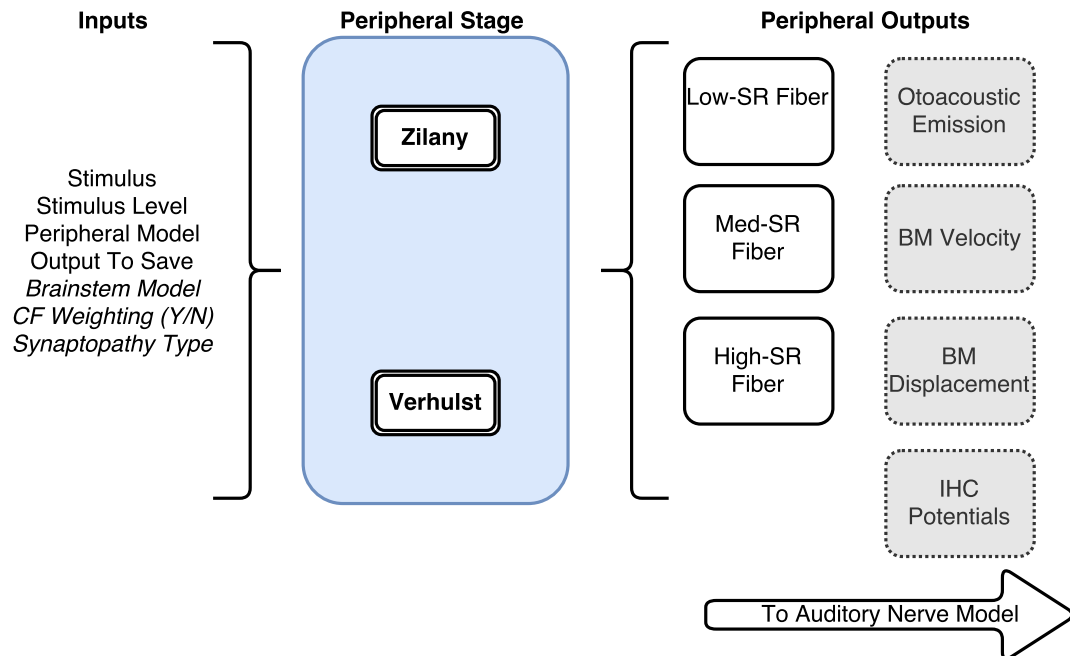 Inputs
Peripheral Stage
Peripheral Outputs
Stimulus
Stimulus Level
Peripheral Model
Output To Save
Brainstem Model
CF Weighting (Y/N)
Synaptopathy Type
Zilany
Verhulst
Low-SR Fiber
Otoacoustic
Emission
Med-SR
Fiber
BM Velocity
High-SR
Fiber
BM
Displacement
IHC
Potentials
To Auditory Nerve Model